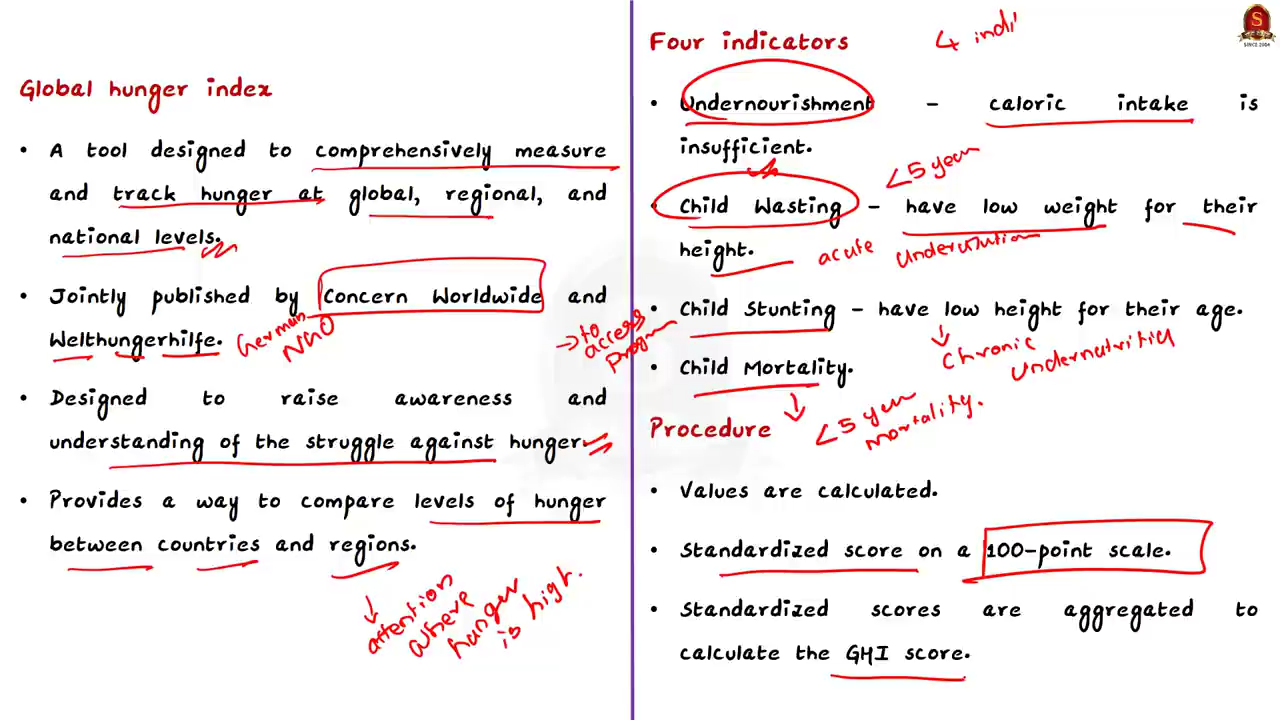 Global hunger index
• A tool designed to comprehensively measure
and track hunger at global, regional, and
national levels.
• Jointly published by Concern Worldwide and
Welthungerhilfe.
German
NGO
• Designed to raise awareness and
understanding of the struggle against hunger
• Provides a way to compare levels of hunger
between countries and regions.
attention
where
hunger
is high.
→ to
access
Four indicators
4 indi
• Undernourishment - caloric intake is
insufficient.
<5 year
• Child Wasting - have low weight for their
height.
acute
• Child Stunting - have low height for their age.
Chronic
• Child Mortality.
<5 year
Mortality.
Procedure
• Values are calculated.
• Standardized score on a 100-point scale.
• Standardized scores are aggregated to
calculate the GHI score.
S
SINCE 2004